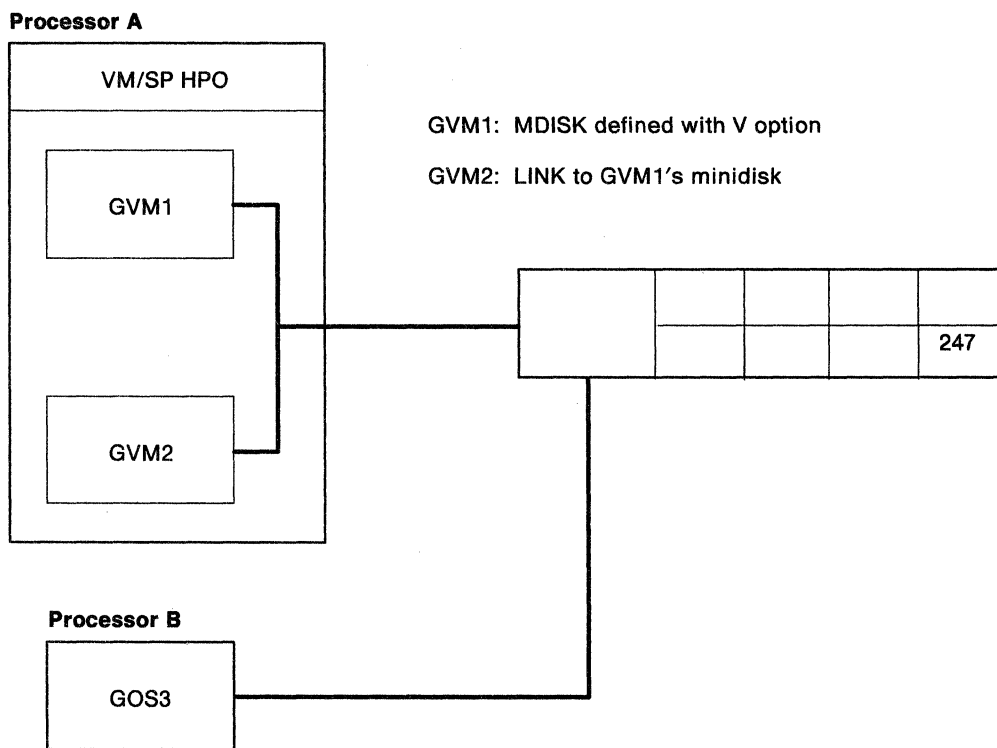 Processor A
VM/SP HPO
GVM1: MDISK defined with V option
GVM2: LINK to GVM1's minidisk
GVM1
247
GVM2
Processor B
GOS3